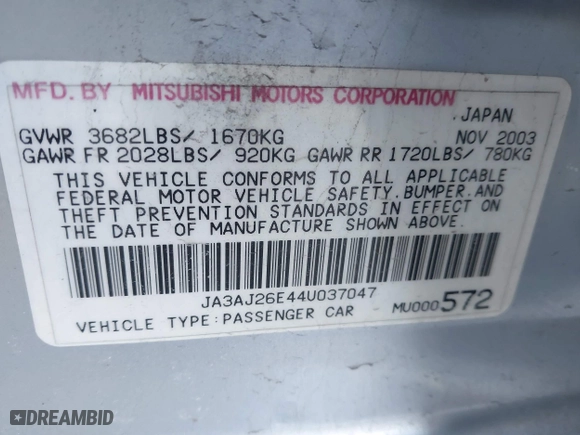 MFD. BY MITSUBISHI MOTORS CORPORATION
JAPAN
GVWR 3682LBS/ 1670KG NOV 2003
GAWR FR 2028LBS/ 920KG GAWR RR 1720LBS/ 780KG
THIS VEHICLE CONFORMS TO ALL APPLICABLE
FEDERAL MOTOR VEHICLE SAFETY,BUMPER,AND
THEFT PREVENTION STANDARDS IN EFFECT ON
THE DATE OF MANUFACTURE SHOWN ABOVE.
JA3AJ26E44U037047
VEHICLE TYPE:PASSENGER CAR MU000572
DREAMBID